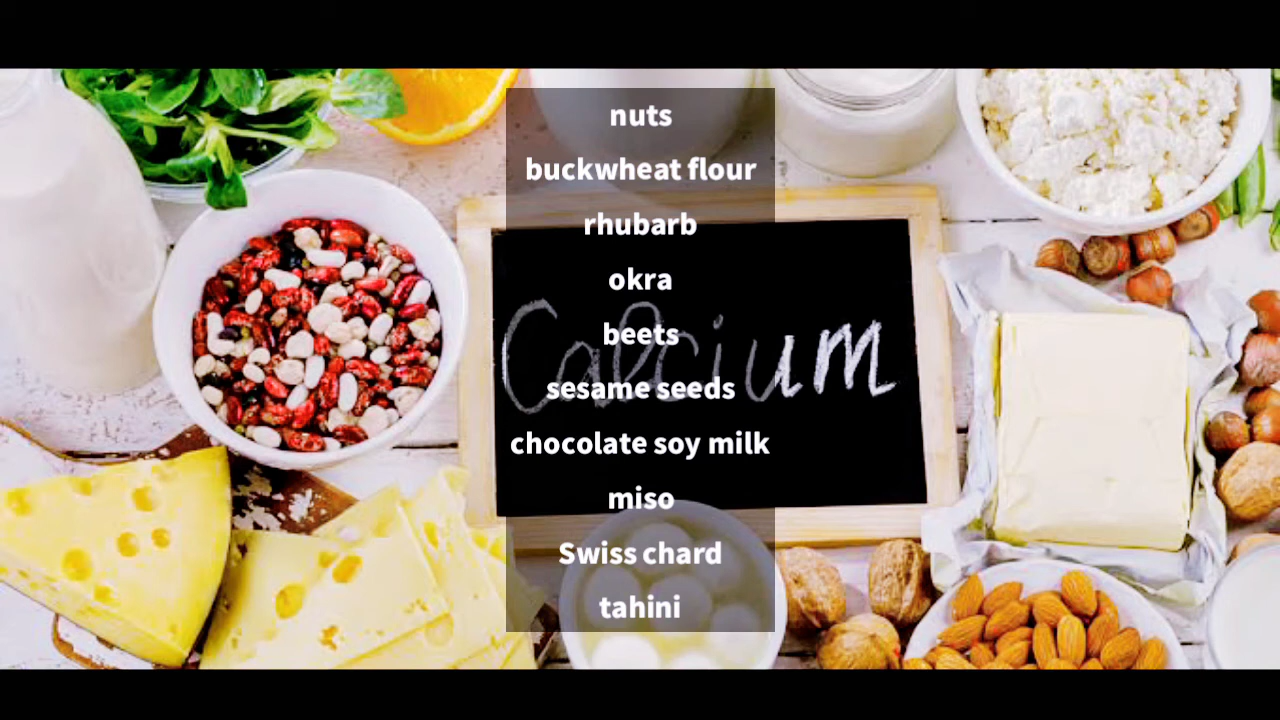 nuts
buckwheat flour
rhubarb
okra
Calcium
beets
sesame seeds
chocolate soy milk
miso
Swiss chard
tahini